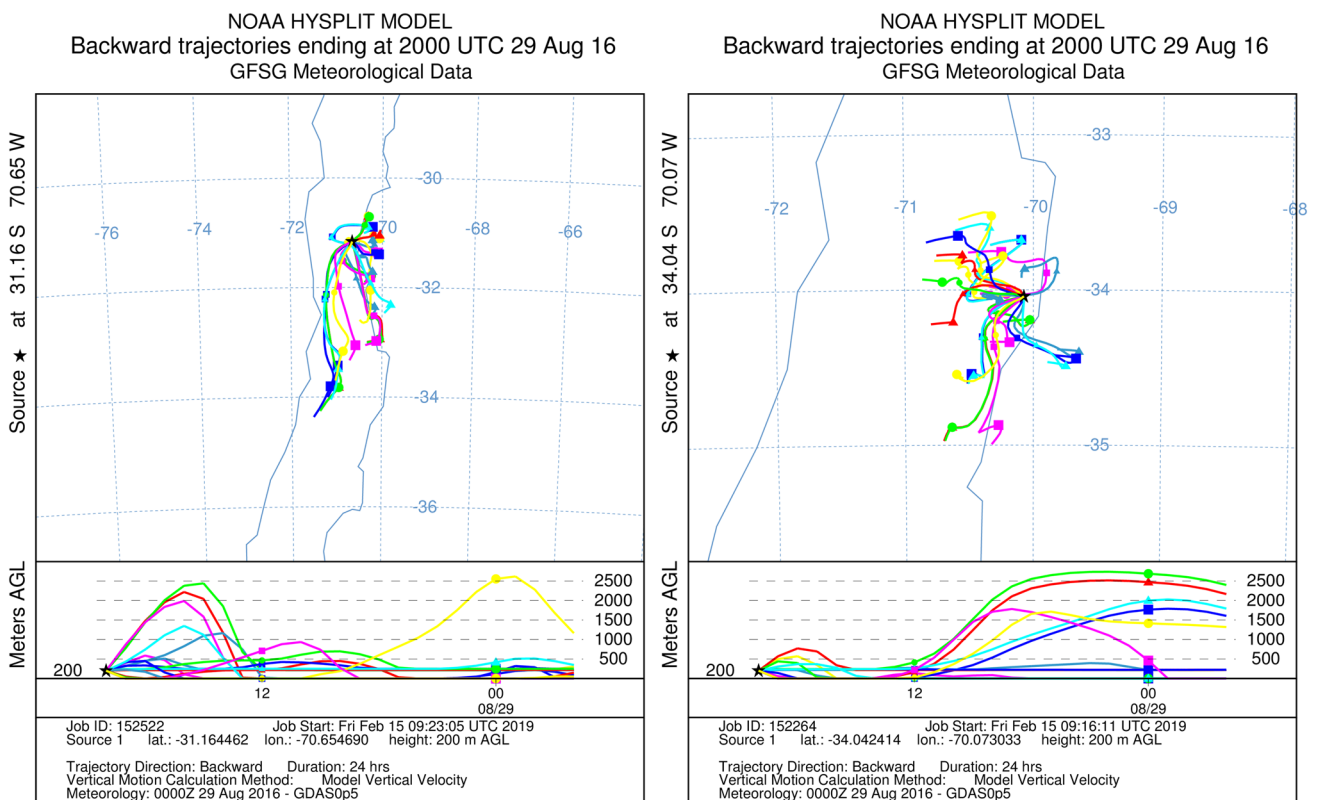 NOAA HYSPLIT MODEL
Backward trajectories ending at 2000 UTC 29 Aug 16
GFSG Meteorological Data
Source ★ at 31.16 S 70.65 W
-30
-76
-74
-72
-70
-68
-66
-32
-34
-36
Meters AGL
200
2500
2000
1500
1000
500
12
00
08/29
Job ID: 152522 Job Start: Fri Feb 15 09:23:05 UTC 2019
Source 1 lat.: -31.164462 lon.: -70.654690 height: 200 m AGL
Trajectory Direction: Backward Duration: 24 hrs
Vertical Motion Calculation Method: Model Vertical Velocity
Meteorology: 0000Z 29 Aug 2016 - GDAS0p5
NOAA HYSPLIT MODEL
Backward trajectories ending at 2000 UTC 29 Aug 16
GFSG Meteorological Data
Source ★ at 34.04 S 70.07 W
-33
-72
-71
-70
-69
-68
-34
-35
Meters AGL
200
2500
2000
1500
1000
500
12
00
08/29
Job ID: 152264 Job Start: Fri Feb 15 09:16:11 UTC 2019
Source 1 lat.: -34.042414 lon.: -70.073033 height: 200 m AGL
Trajectory Direction: Backward Duration: 24 hrs
Vertical Motion Calculation Method: Model Vertical Velocity
Meteorology: 0000Z 29 Aug 2016 - GDAS0p5